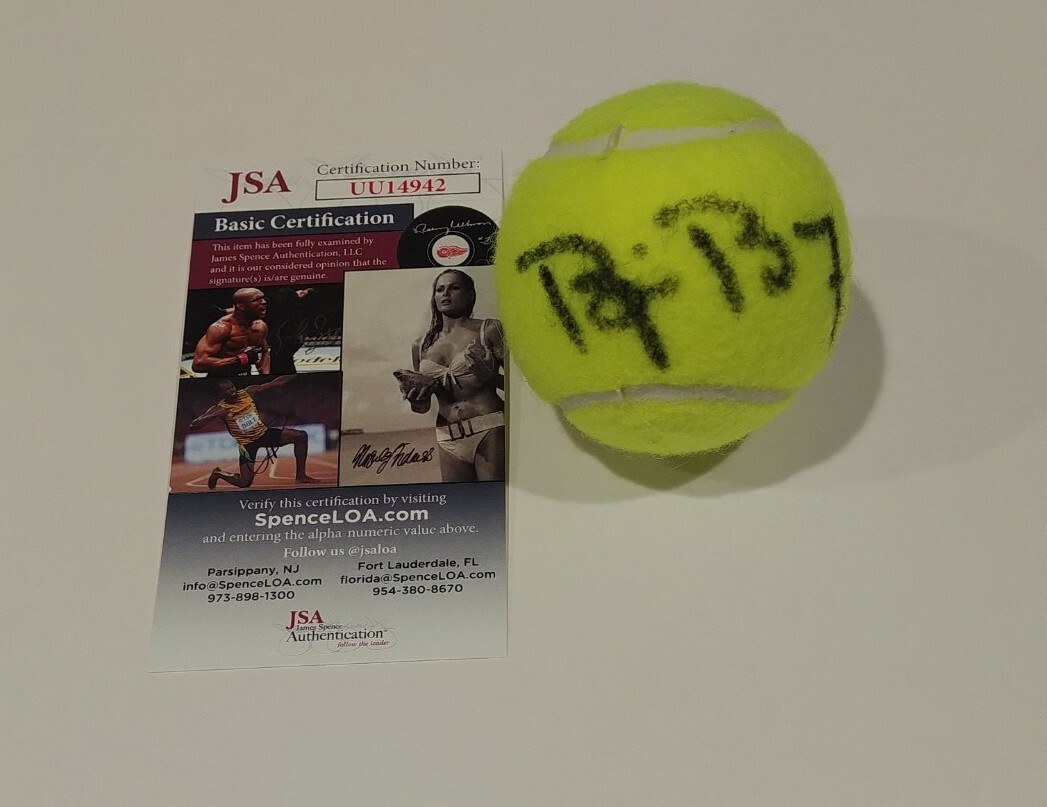 JSA
Certification Number:
UU14942
Basic Certification
This item has been fully examined by
James Spence Authentication, LLC
and it is our considered opinion that the
signature(s) is/are genuine.
Verify this certification by visiting
SpenceLOA.com
and entering the alpha-numeric value above.
Follow us @jsaloa
Parsippany, NJ
info@SpenceLOA.com
973-898-1300
Fort Lauderdale, FL
florida@SpenceLOA.com
954-380-8670
JSA
James Spence
Authentication
follow the leader